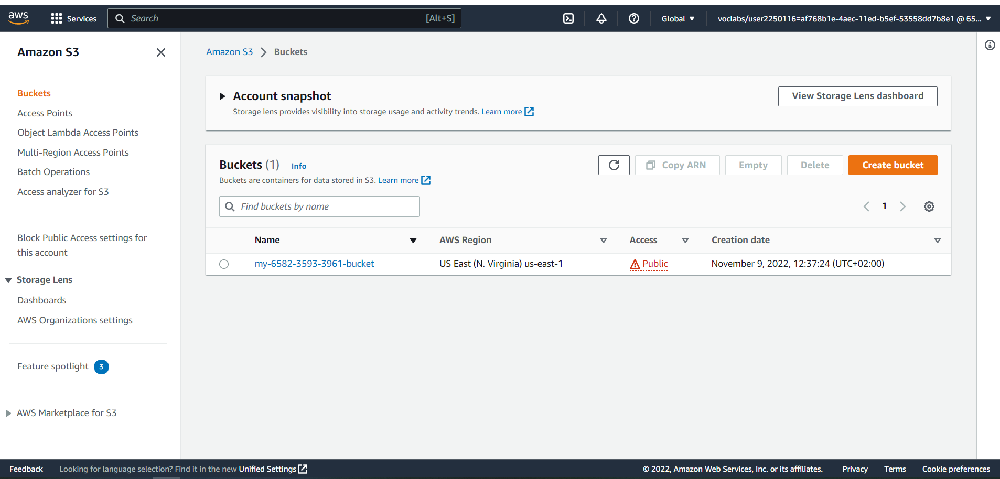 aws
Services
Search
[Alt+S]
Global
voclabs/user2250116=af768b1e-4aec-11ed-b5ef-53558dd7b8e1 @ 65...
Amazon S3
Buckets
Access Points
Object Lambda Access Points
Multi-Region Access Points
Batch Operations
Access analyzer for S3
Block Public Access settings for
this account
Storage Lens
Dashboards
AWS Organizations settings
Feature spotlight 3
AWS Marketplace for S3
Amazon S3 > Buckets
Account snapshot
Storage lens provides visibility into storage usage and activity trends. Learn more
View Storage Lens dashboard
Buckets (1) Info
Buckets are containers for data stored in S3. Learn more
Copy ARN
Empty
Delete
Create bucket
Find buckets by name
1
Name AWS Region Access Creation date
my-6582-3593-3961-bucket US East (N. Virginia) us-east-1 Public November 9, 2022, 12:37:24 (UTC+02:00)
Feedback
Looking for language selection? Find it in the new Unified Settings
© 2022, Amazon Web Services, Inc. or its affiliates.
Privacy
Terms
Cookie preferences